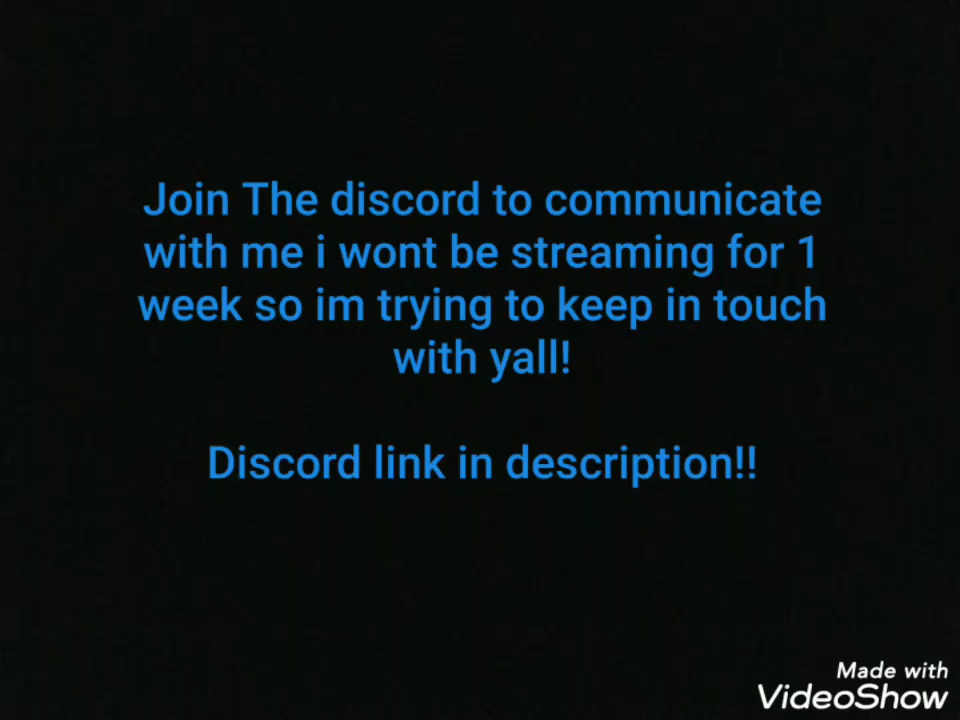 Join The discord to communicate
with me i wont be streaming for 1
week so im trying to keep in touch
with yall!
Discord link in description!!
Made with
VideoShow